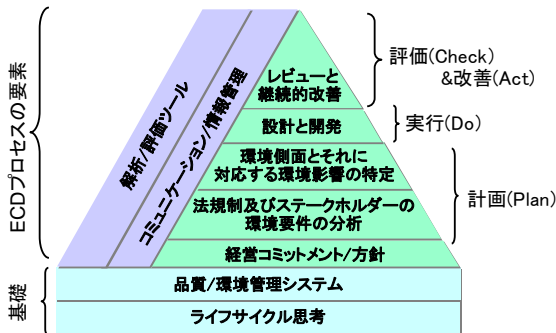 ECDプロセスの要素
解析/評価ツール
コミュニケーション/情報管理
レビューと
継続的改善
評価(Check)
&改善(Act)
設計と開発
実行(Do)
環境側面とそれに
対応する環境影響の特定
法規制及びステークホルダーの
環境要件の分析
計画(Plan)
経営コミットメント/方針
基礎
品質/環境管理システム
ライフサイクル思考